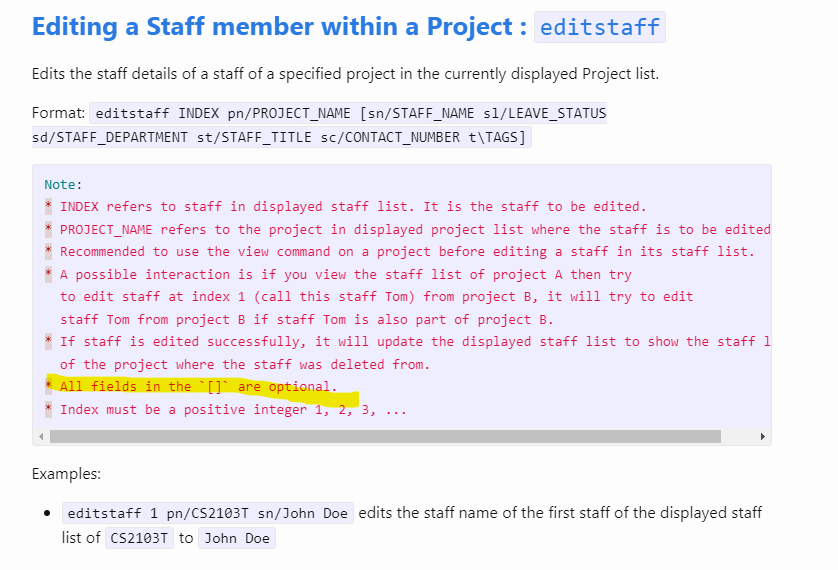 Editing a Staff member within a Project : editstaff
Edits the staff details of a staff of a specified project in the currently displayed Project list.
Format: editstaff INDEX pn/PROJECT_NAME [sn/STAFF_NAME sl/LEAVE_STATUS
sd/STAFF_DEPARTMENT st/STAFF_TITLE sc/CONTACT_NUMBER t\TAGS]
Note:
* INDEX refers to staff in displayed staff list. It is the staff to be edited.
* PROJECT_NAME refers to the project in displayed project list where the staff is to be edited
* Recommended to use the view command on a project before editing a staff in its staff list.
* A possible interaction is if you view the staff list of project A then try
to edit staff at index 1 (call this staff Tom) from project B, it will try to edit
staff Tom from project B if staff Tom is also part of project B.
* If staff is edited successfully, it will update the displayed staff list to show the staff l
of the project where the staff was deleted from.
* All fields in the `[]` are optional.
* Index must be a positive integer 1, 2, 3, ...
Examples:
• editstaff 1 pn/CS2103T sn/John Doe edits the staff name of the first staff of the displayed staff
list of CS2103T to John Doe